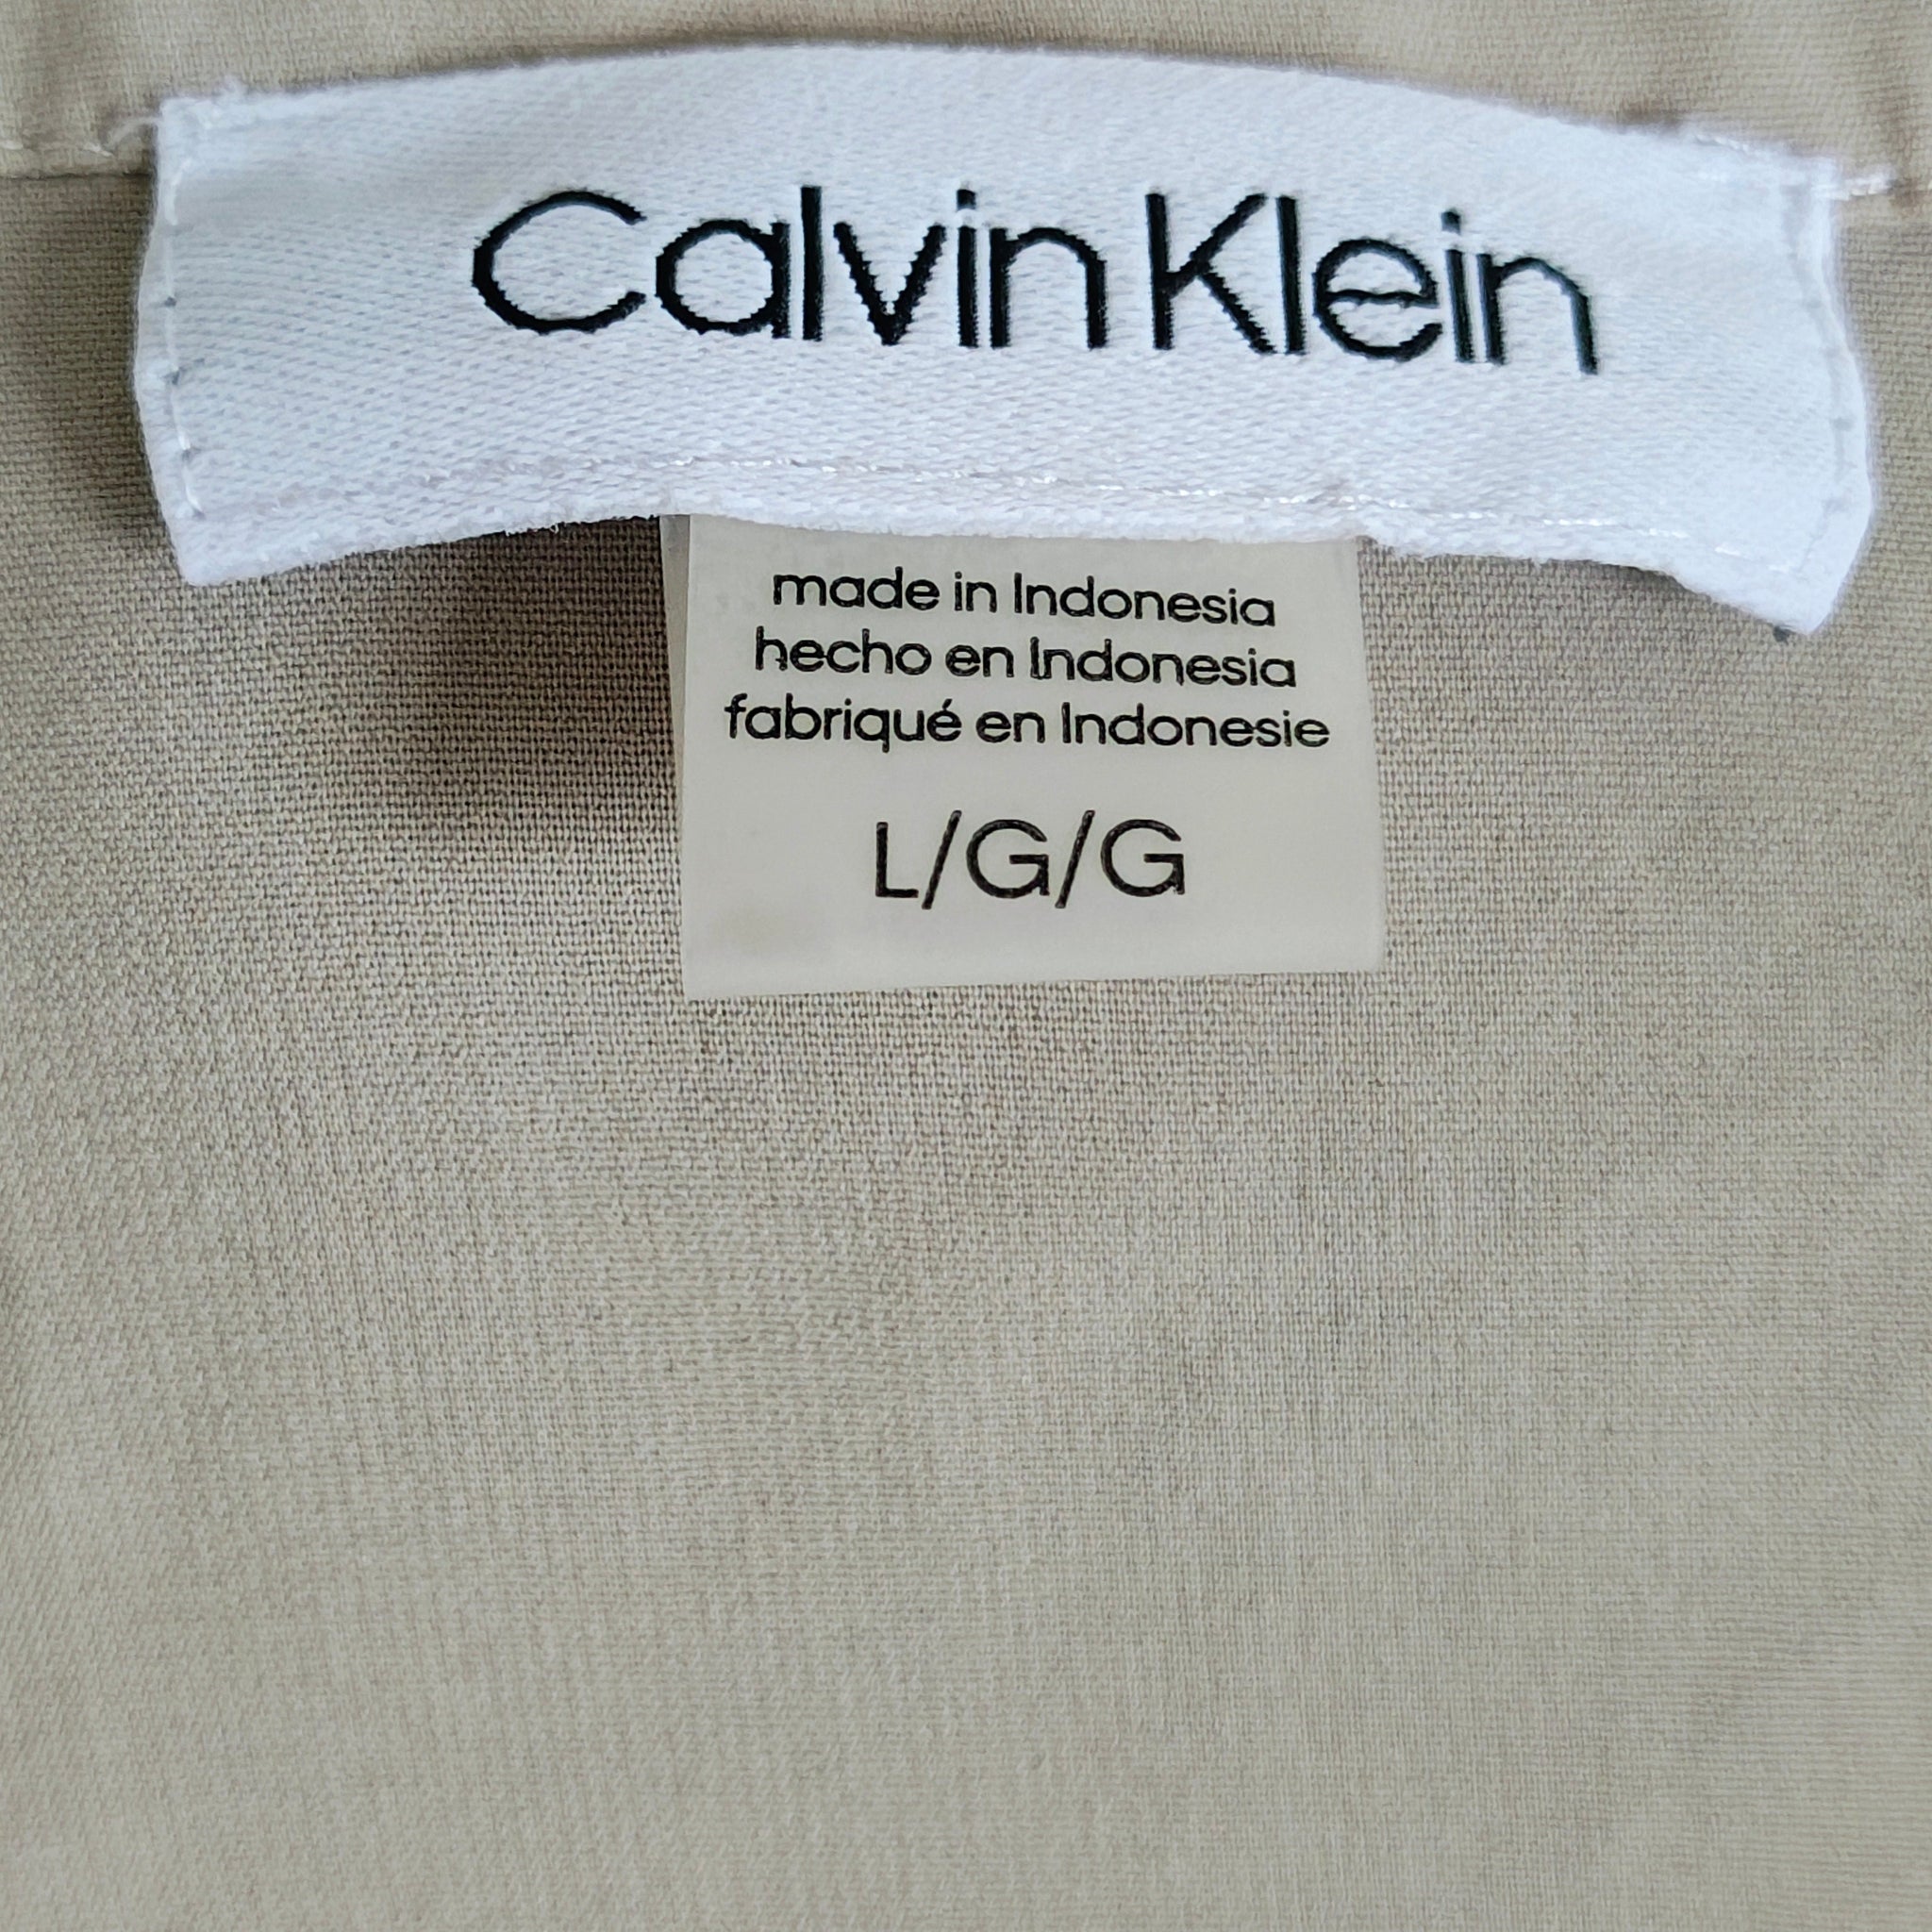 Calvin Klein
made in Indonesia
hecho en Indonesia
fabriqué en Indonesie
L/G/G